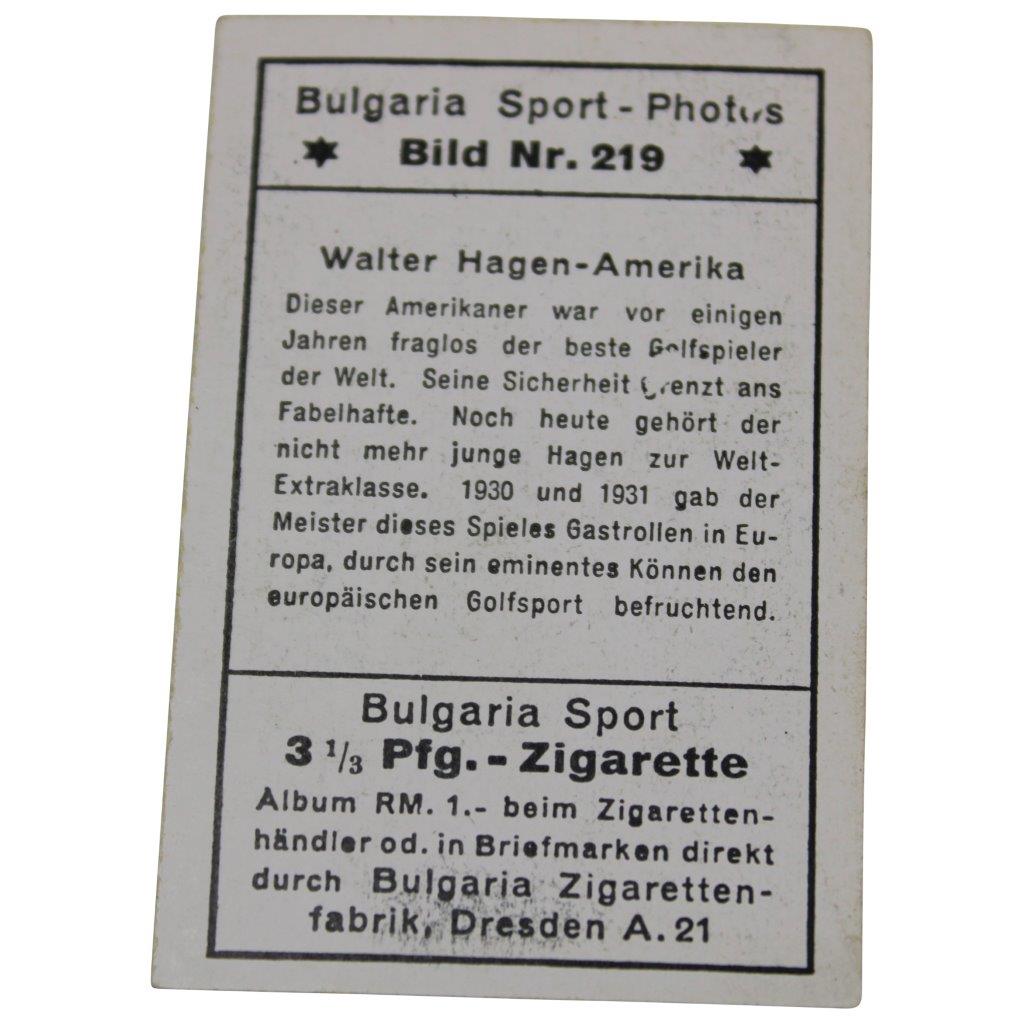 Bulgaria Sport - Photos
Bild Nr. 219
Walter Hagen-Amerika
Dieser Amerikaner war vor einigen
Jahren fraglos der beste Golfspieler
der Welt. Seine Sicherheit grenzt ans
Fabelhafte. Noch heute gehört der
nicht mehr junge Hagen zur Welt-
Extraklasse. 1930 und 1931 gab der
Meister dieses Spieles Gastrollen in Eu-
ropa, durch sein eminentes Können den
europäischen Golfsport befruchtend.
Bulgaria Sport
3 1/3 Pfg. - Zigarette
Album RM. 1.- beim Zigaretten-
händler od. in Briefmarken direkt
durch Bulgaria Zigaretten-
fabrik, Dresden A. 21